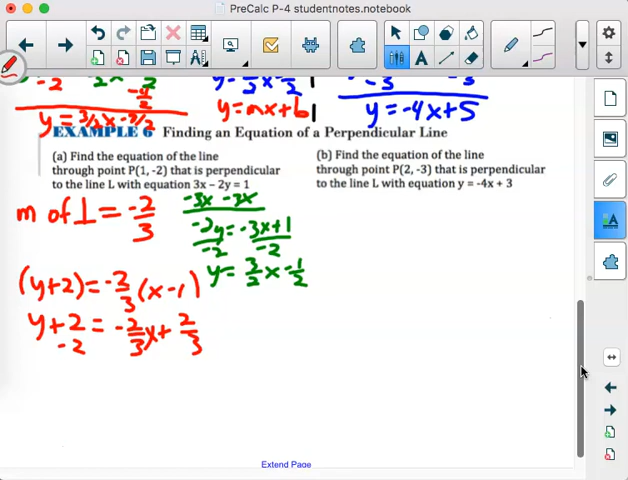 PreCalc P-4 studentnotes.notebook
y = 3/2x - 7/2
y = mx + b
y = -4x + 5
EXAMPLE 6 Finding an Equation of a Perpendicular Line
(a) Find the equation of the line
through point P(1, -2) that is perpendicular
to the line L with equation 3x – 2y = 1
(b) Find the equation of the line
through point P(2, -3) that is perpendicular
to the line L with equation y = -4x + 3
-3x -3x
-2y = -3x + 1
-2 -2
y = 3/2 x - 1/2
m of ⊥ = -2/3
(y+2) = -2/3 (x-1)
y + 2 = -2/3 x + 2/3
-2
Extend Page